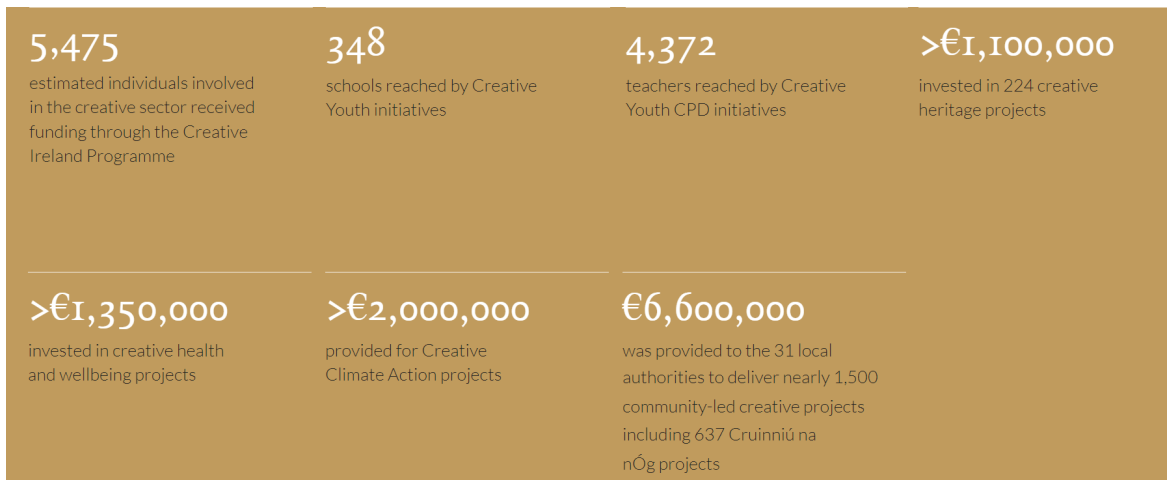 5,475
estimated individuals involved
in the creative sector received
funding through the Creative
Ireland Programme
348
schools reached by Creative
Youth initiatives
4,372
teachers reached by Creative
Youth CPD initiatives
>€1,100,000
invested in 224 creative
heritage projects
>€1,350,000
invested in creative health
and wellbeing projects
>€2,000,000
provided for Creative
Climate Action projects
€6,600,000
was provided to the 31 local
authorities to deliver nearly 1,500
community-led creative projects
including 637 Cruinniú na
nÓg projects